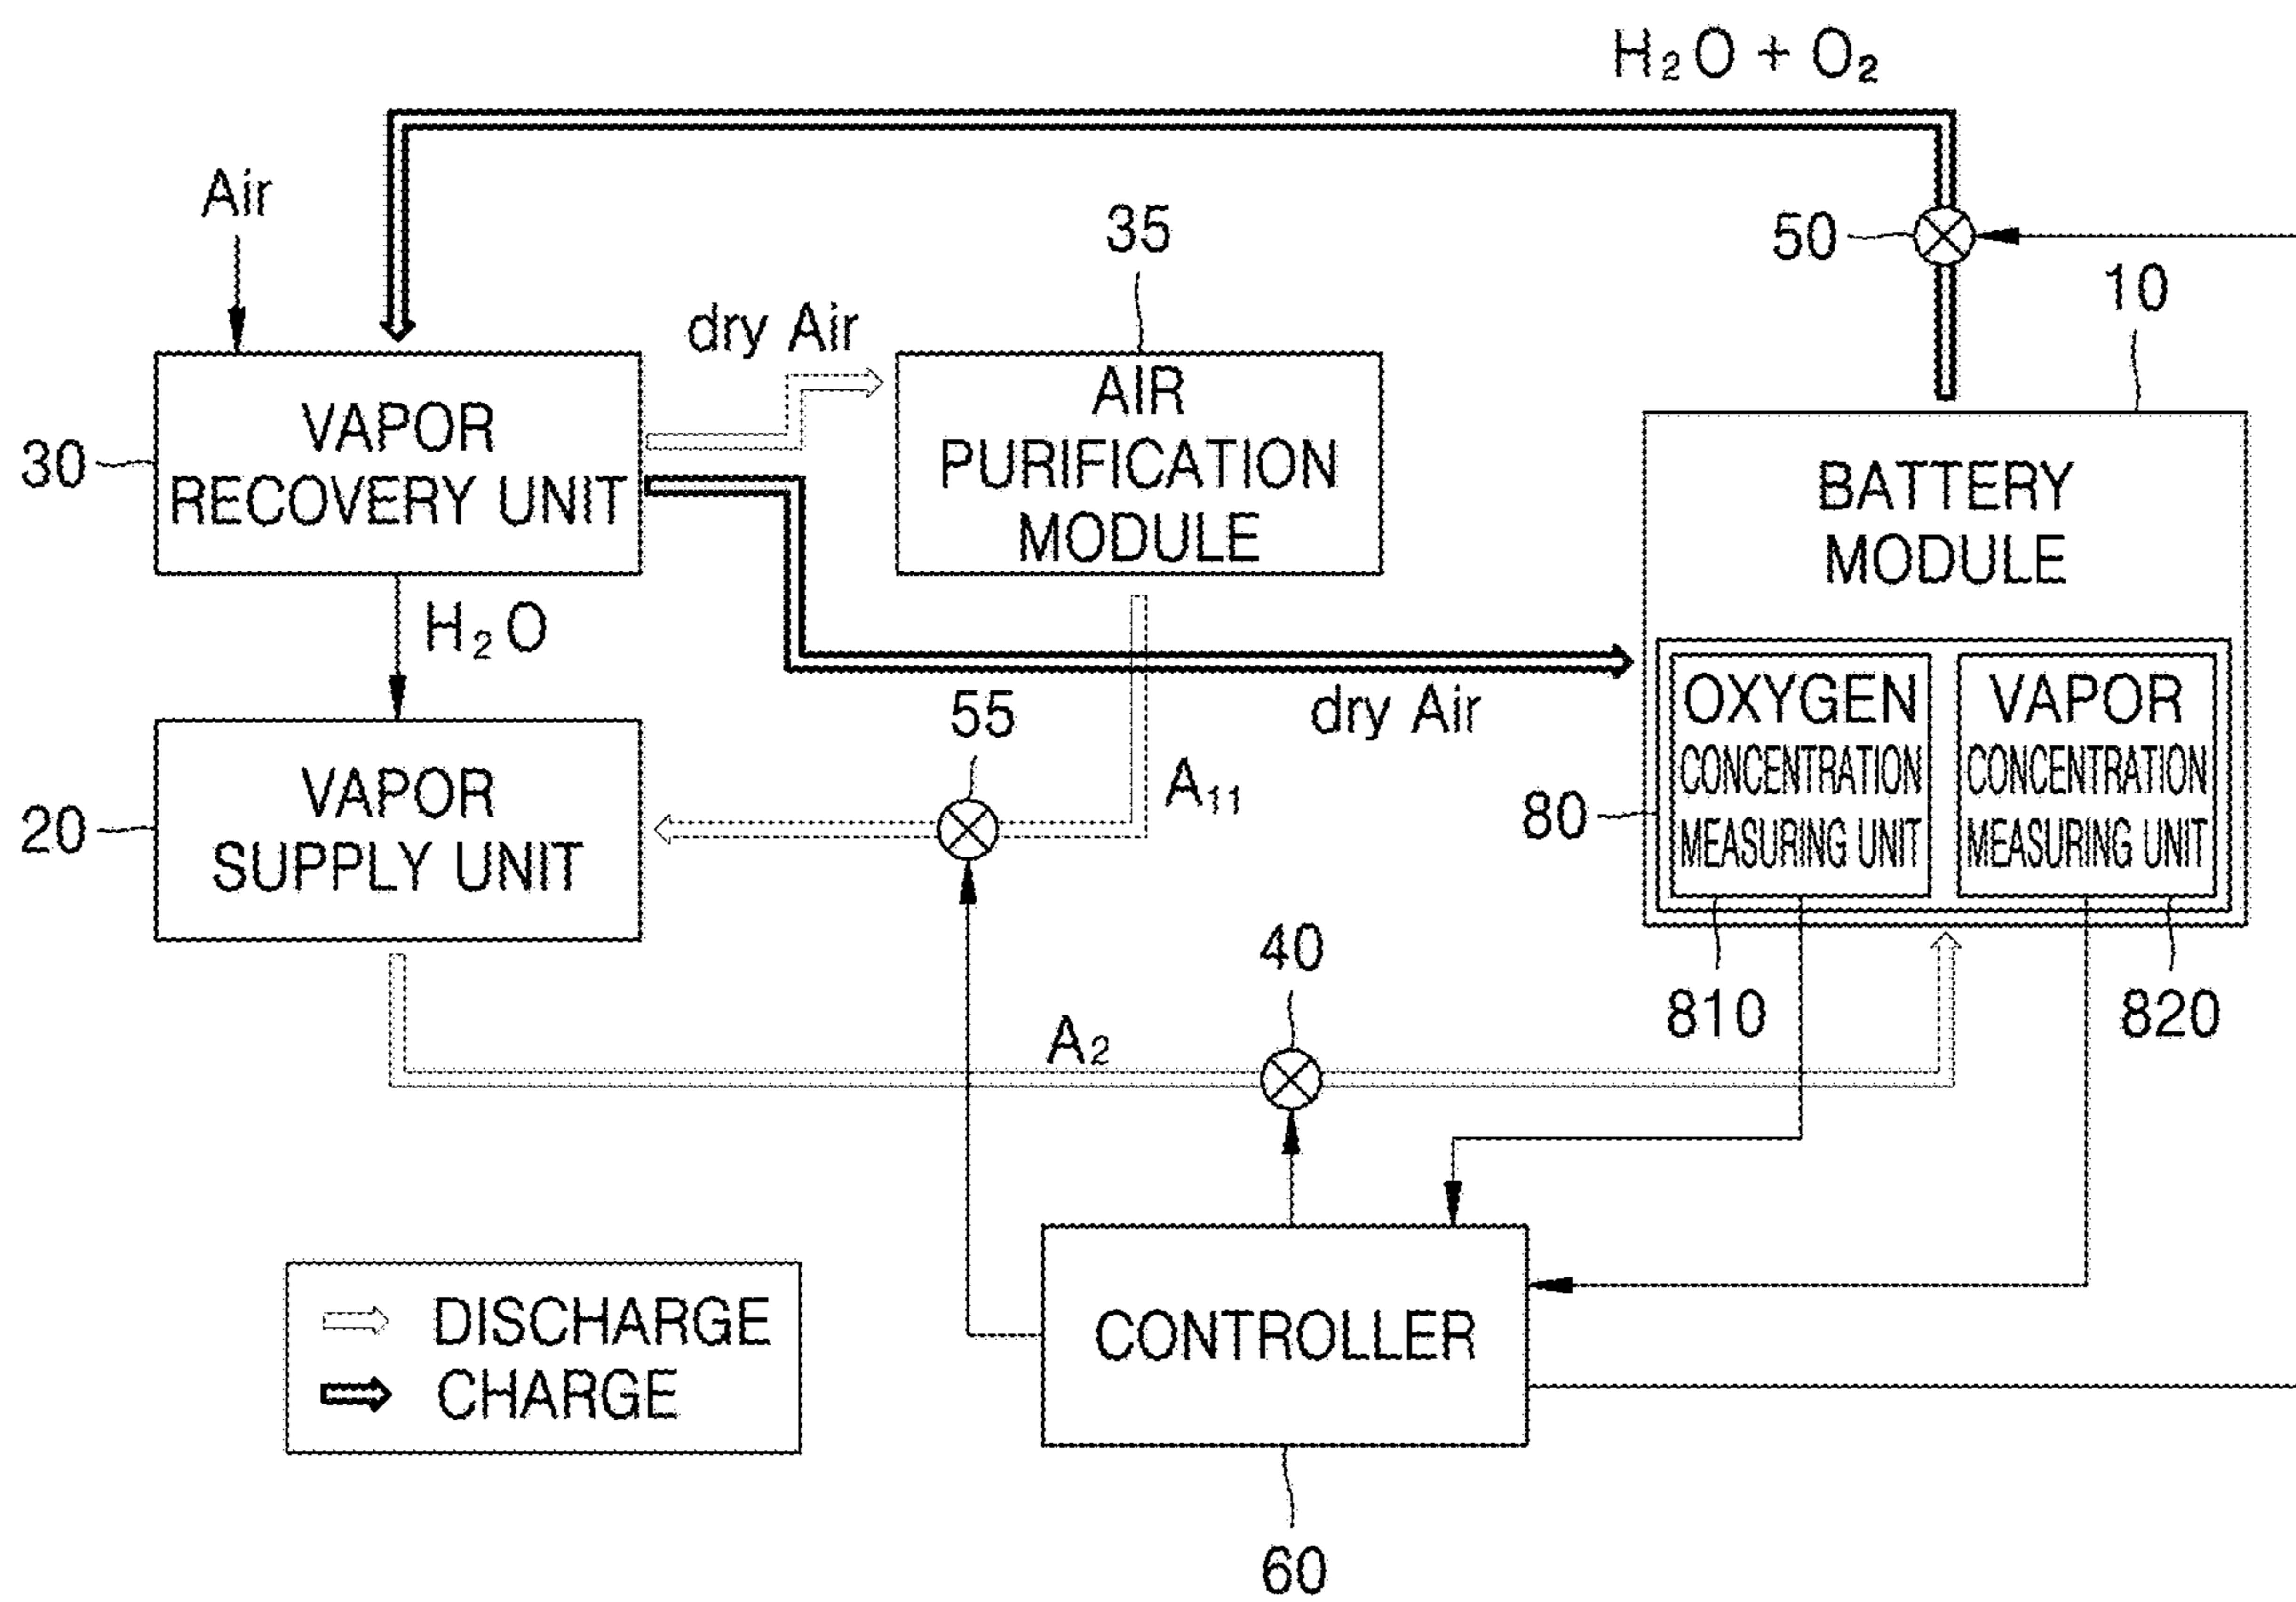 H₂O + O₂
Air
50
10
35
dry Air
30
VAPOR
RECOVERY UNIT
AIR
PURIFICATION
MODULE
BATTERY
MODULE
H₂O
dry Air
55
A₁₁
20
VAPOR
SUPPLY UNIT
80
OXYGEN
CONCENTRATION
MEASURING UNIT
VAPOR
CONCENTRATION
MEASURING UNIT
810
820
40
A₂
DISCHARGE
CHARGE
CONTROLLER
60